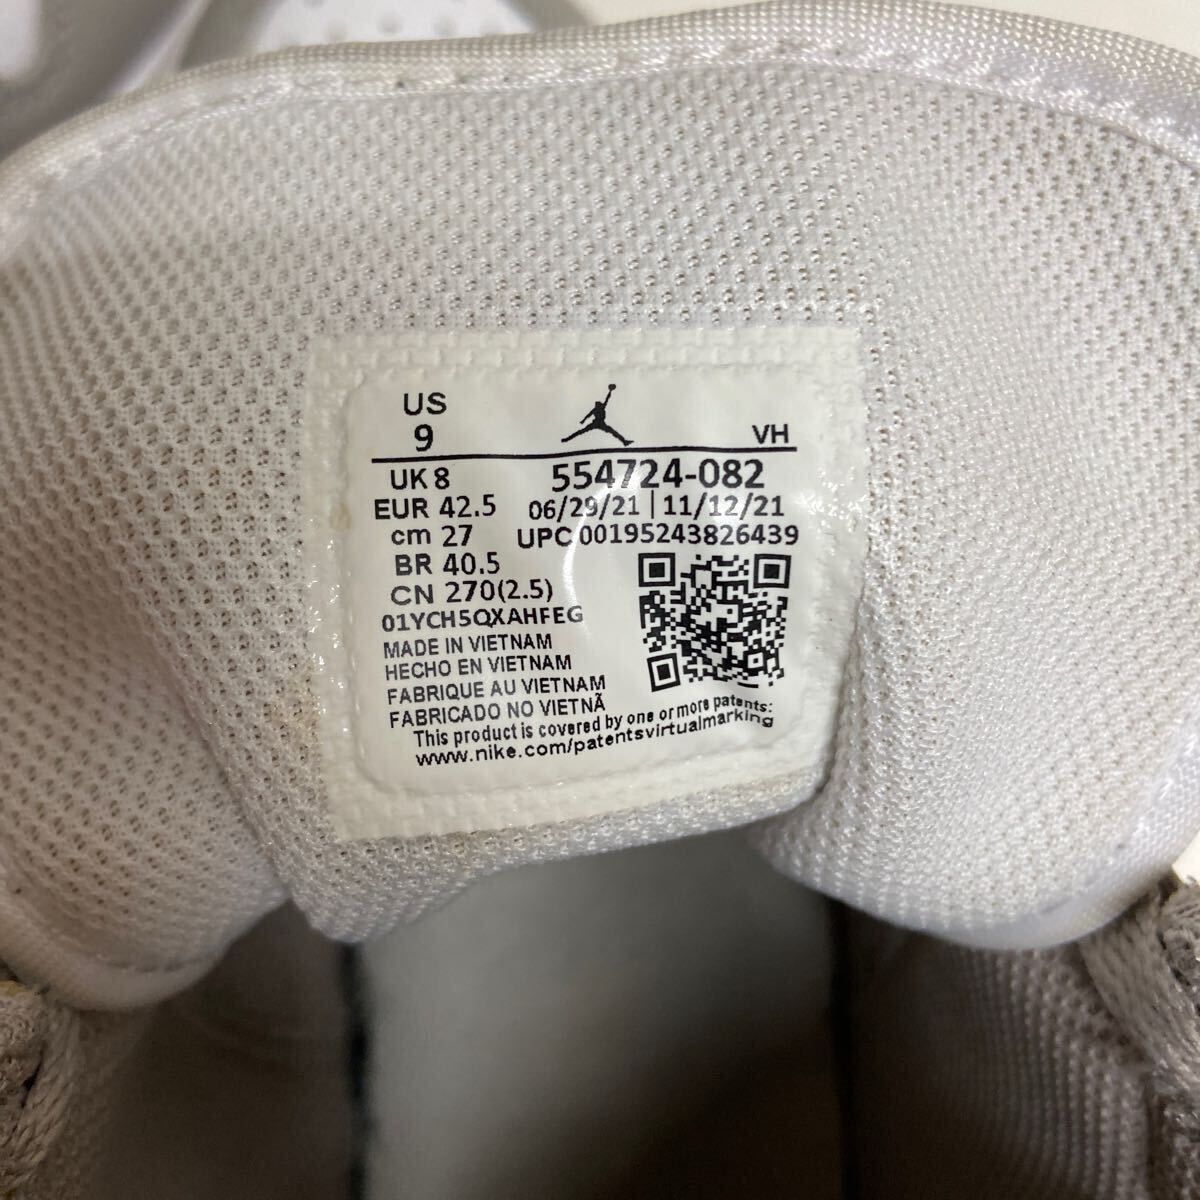 US
9
VH
UK 8
554724-082
EUR 42.5
06/29/21 | 11/12/21
cm 27
UPC 00195243826439
BR 40.5
CN 270(2.5)
01YCH5QXAHFEG
MADE IN VIETNAM
HECHO EN VIETNAM
FABRIQUE AU VIETNAM
FABRICADO NO VIETNÃ
This product is covered by one or more patents:
www.nike.com/patentsvirtualmarking